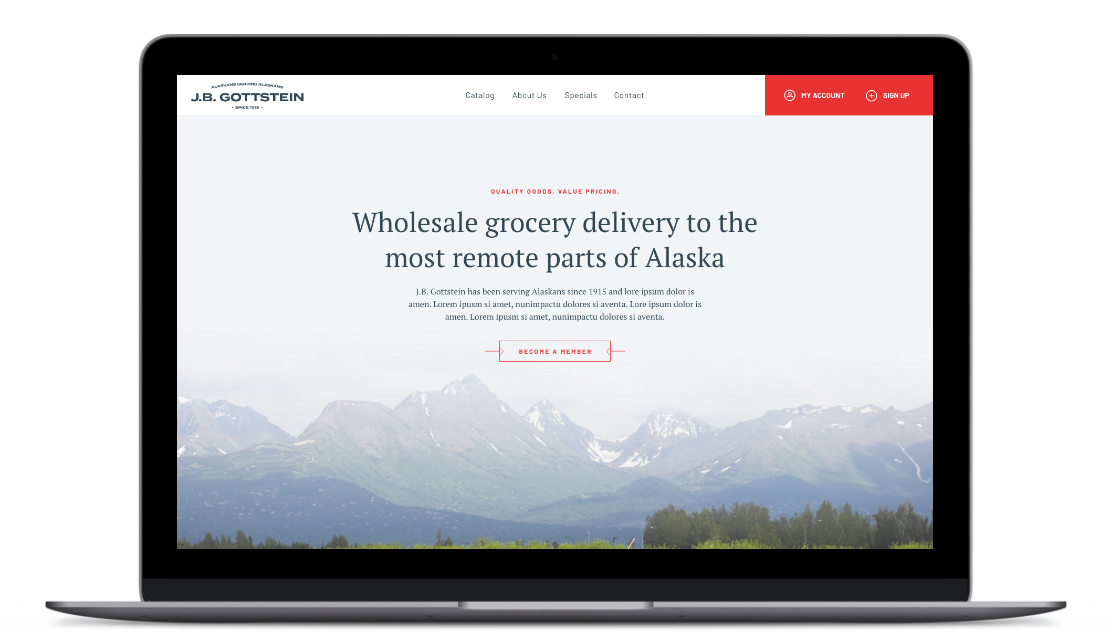 ALASKANS SERVING ALASKANS
J.B. GOTTSTEIN
• SINCE 1915 •
Catalog About Us Specials Contact
MY ACCOUNT SIGN UP
QUALITY GOODS. VALUE PRICING.
Wholesale grocery delivery to the
most remote parts of Alaska
J.B. Gottstein has been serving Alaskans since 1915 and lore ipsum dolor is
amen. Lorem ipusm si amet, nunimpactu dolores si aventa. Lore ipsum dolor is
amen. Lorem ipusm si amet, nunimpactu dolores si aventa.
BECOME A MEMBER